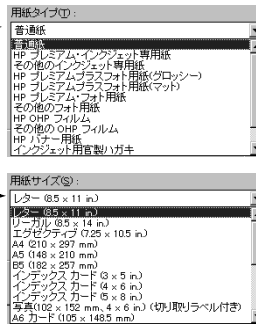 用紙タイプ(T):
普通紙
普通紙
HP プレミアム・インクジェット専用紙
その他のインクジェット専用紙
HP プレミアムプラスフォト用紙(グロッシー)
HP プレミアムプラスフォト用紙(マット)
HP プレミアム・フォト用紙
その他のフォト用紙
HP OHP フィルム
その他の OHP フィルム
HP バナー用紙
インクジェット用官製ハガキ
用紙サイズ(S):
レター (8.5 x 11 in.)
レター (8.5 x 11 in.)
リーガル (8.5 x 14 in.)
エグゼクティブ (7.25 x 10.5 in.)
A4 (210 x 297 mm)
A5 (148 x 210 mm)
B5 (182 x 257 mm)
インデックス カード (3 x 5 in.)
インデックス カード (4 x 6 in.)
インデックス カード (5 x 8 in.)
写真(102 x 152 mm, 4 x 6 in.) (切り取りラベル付き)
A6 カード (105 x 148.5 mm)